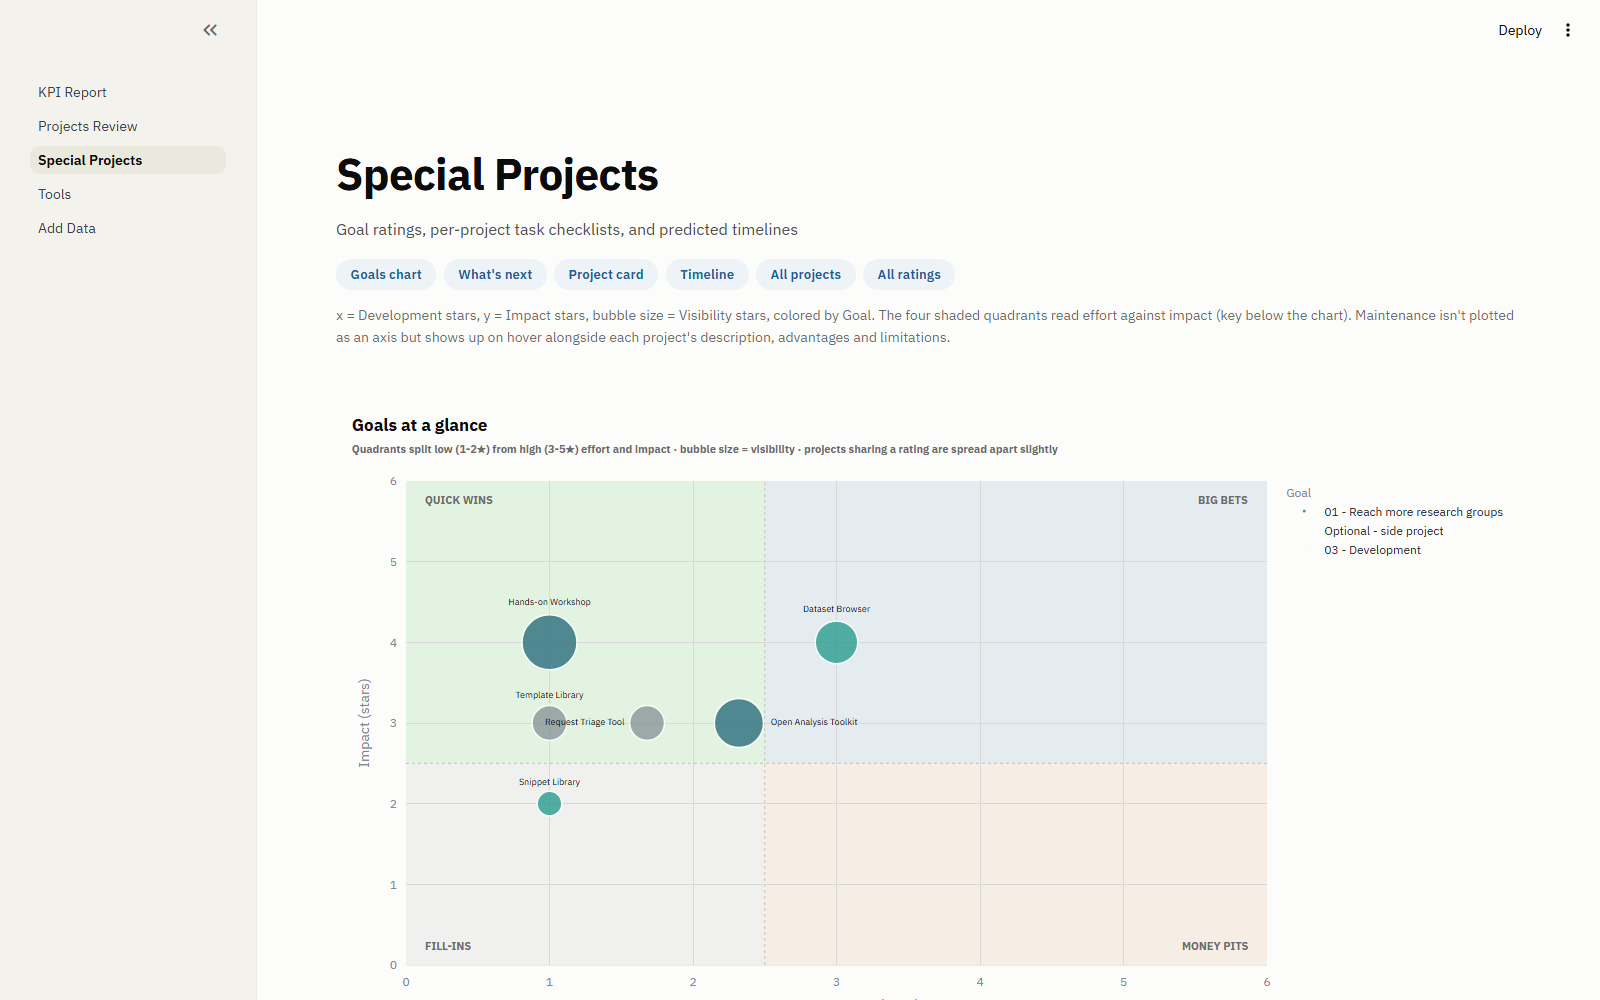 Deploy
KPI Report
Projects Review
Special Projects
Tools
Add Data
Special Projects
Goal ratings, per-project task checklists, and predicted timelines
Goals chart
What's next
Project card
Timeline
All projects
All ratings
x = Development stars, y = Impact stars, bubble size = Visibility stars, colored by Goal. The four shaded quadrants read effort against impact (key below the chart). Maintenance isn't plotted
as an axis but shows up on hover alongside each project's description, advantages and limitations.
Goals at a glance
Quadrants split low (1-2★) from high (3-5★) effort and impact · bubble size = visibility · projects sharing a rating are spread apart slightly
QUICK WINS
BIG BETS
Goal
01 - Reach more research groups
Optional - side project
03 - Development
Hands-on Workshop
Dataset Browser
Template Library
Request Triage Tool
Open Analysis Toolkit
Snippet Library
FILL-INS
MONEY PITS
Impact (stars)
6
5
4
3
2
1
0
0
1
2
3
4
5
6